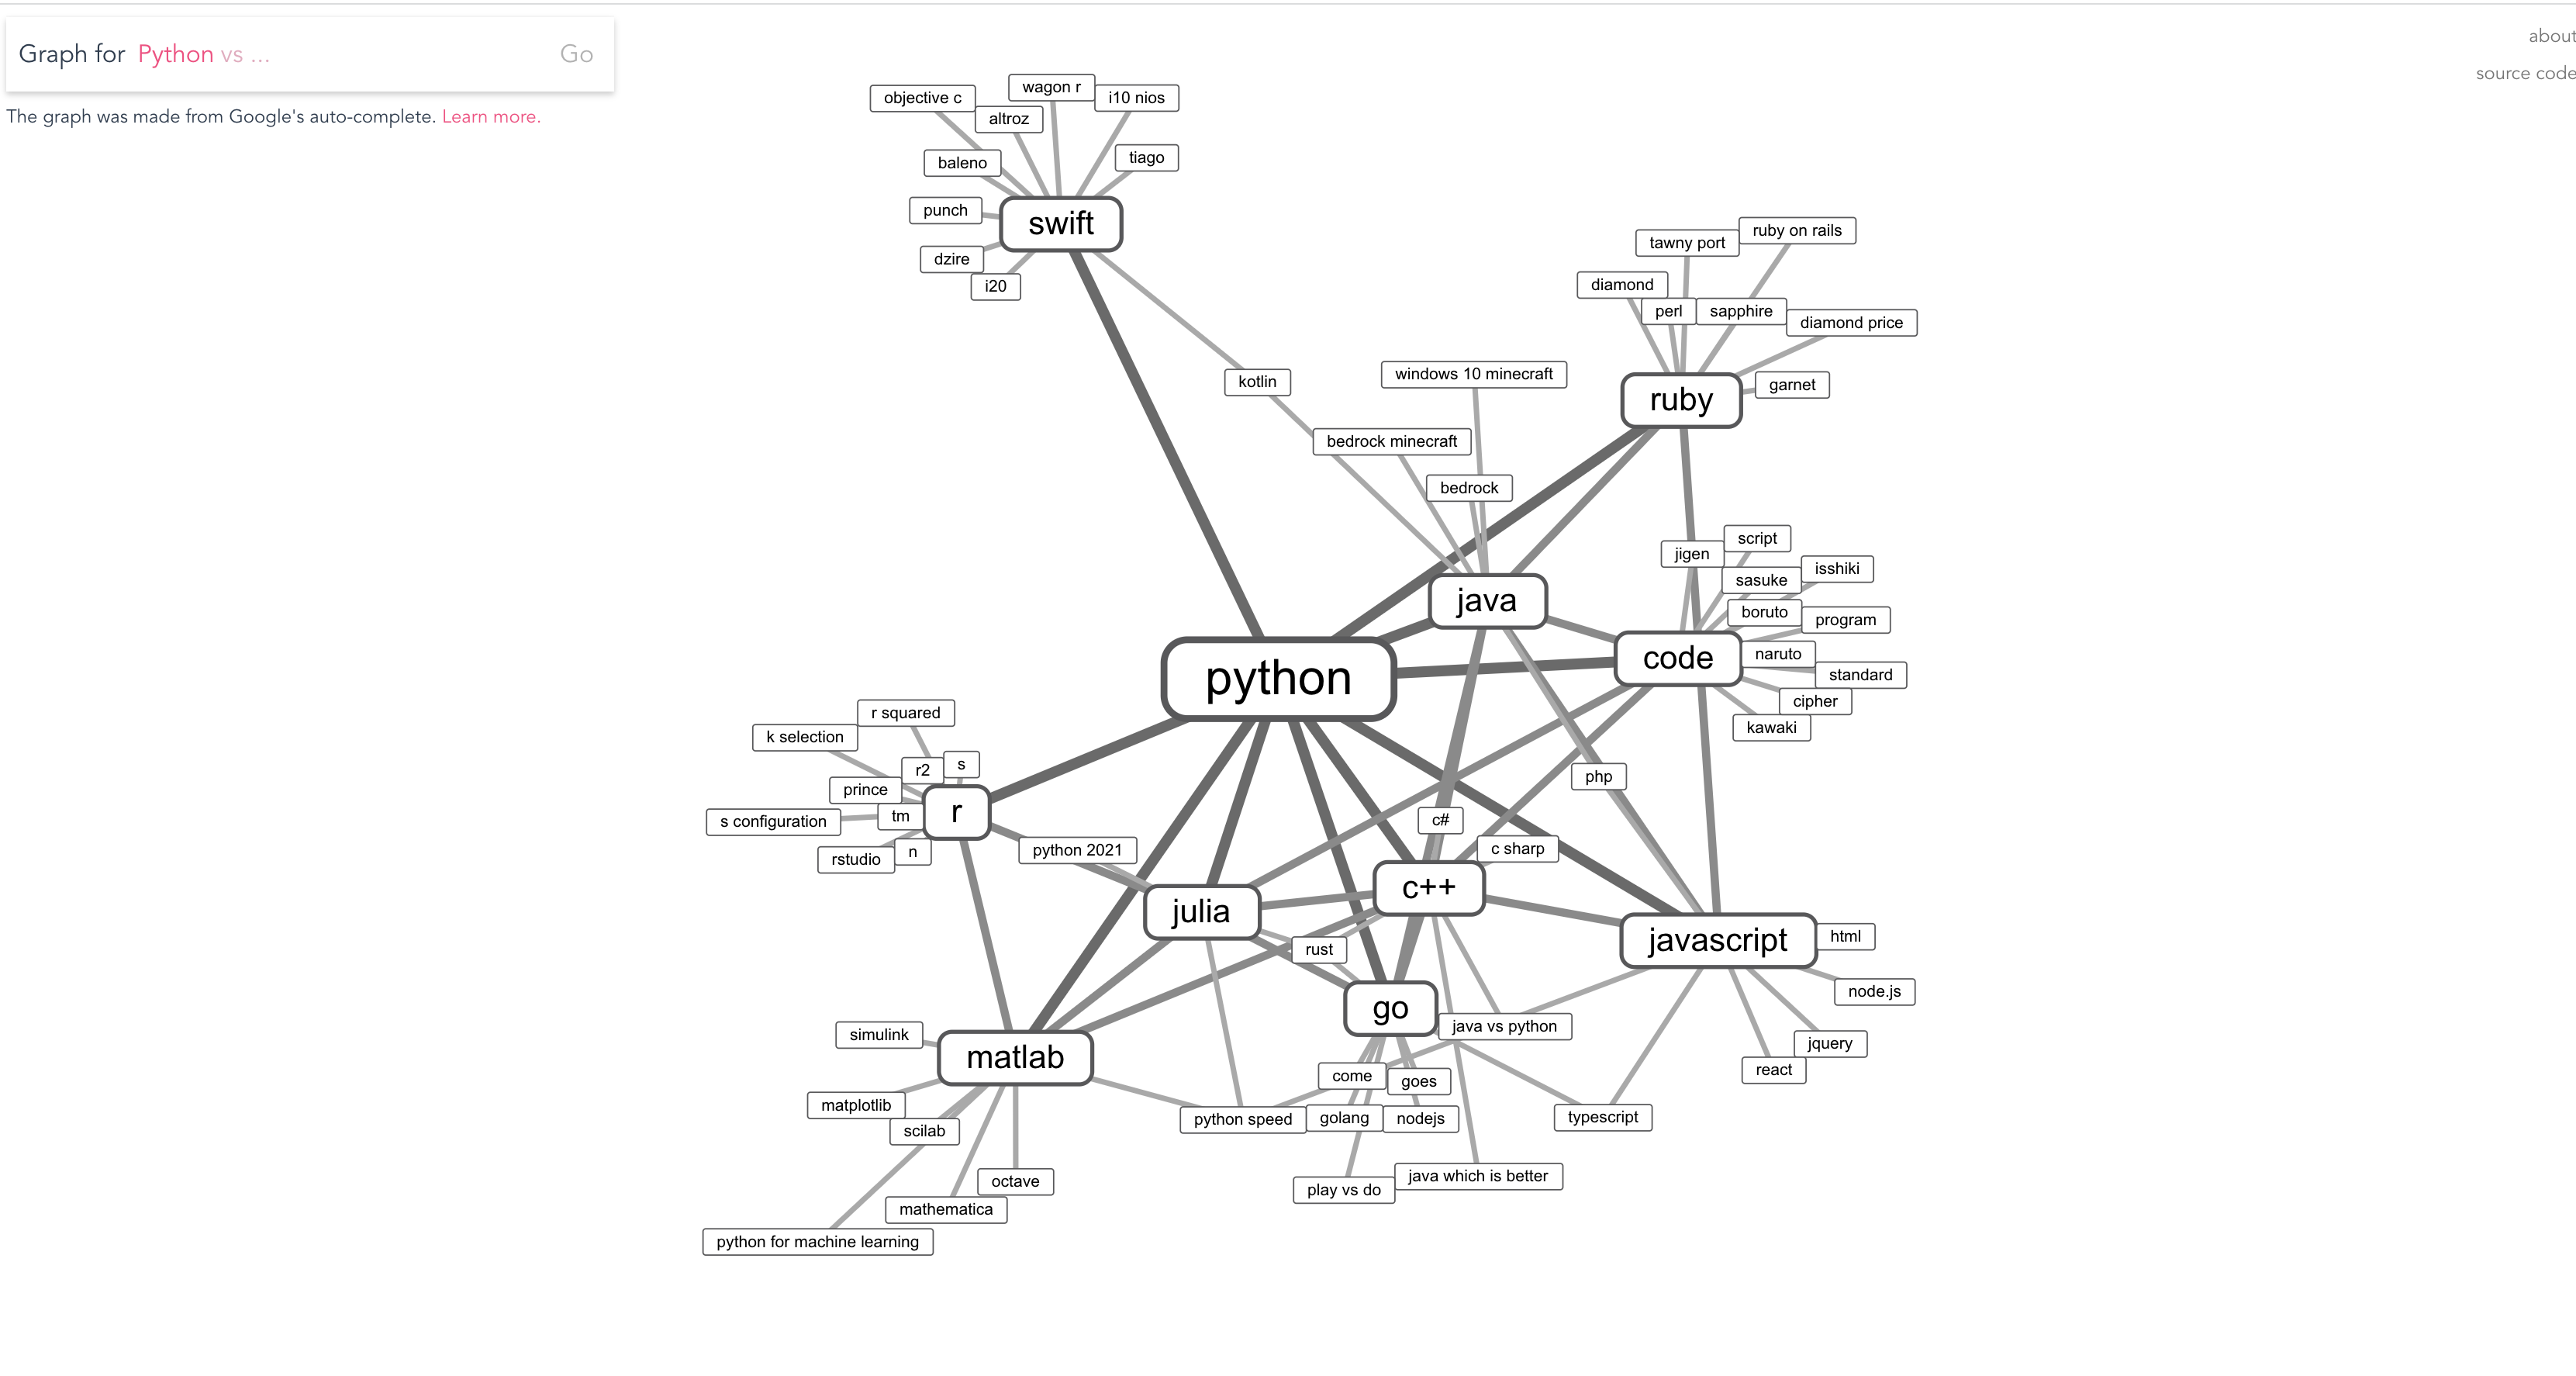 Graph for Python vs ... Go
The graph was made from Google's auto-complete. Learn more.
about
source code
wagon r
objective c
i10 nios
altroz
baleno
tiago
punch
swift
dzire
i20
ruby on rails
tawny port
diamond
perl
sapphire
diamond price
kotlin
windows 10 minecraft
garnet
ruby
bedrock minecraft
bedrock
script
jigen
isshiki
sasuke
java
boruto
program
naruto
code
standard
python
cipher
kawaki
r squared
k selection
s
r2
php
prince
r
tm
s configuration
c#
python 2021
c sharp
n
rstudio
c++
julia
javascript
html
rust
node.js
go
java vs python
simulink
jquery
matlab
react
come
goes
matplotlib
python speed
golang
nodejs
typescript
scilab
java which is better
octave
play vs do
mathematica
python for machine learning